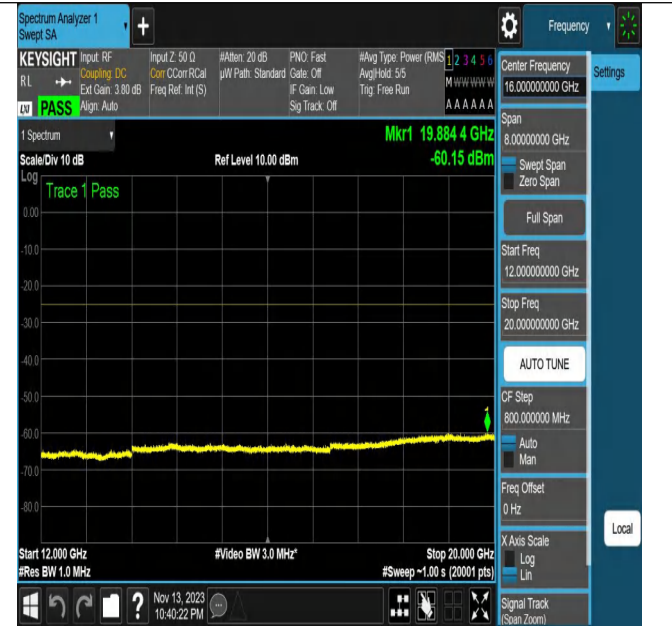 Spectrum Analyzer 1
Swept SA
+
Frequency
KEYSIGHT
RL
PASS
Input: RF
Coupling: DC
Ext Gain: 3.80 dB
Align: Auto
Input Z: 50 Ω
Corr CCorr RCal
Freq Ref: Int (S)
#Atten: 20 dB
µW Path: Standard
PNO: Fast
Gate: Off
IF Gain: Low
Sig Track: Off
#Avg Type: Power (RMS
Avg|Hold: 5/5
Trig: Free Run
1 2 3 4 5 6
M W W W W W
A A A A A A
1 Spectrum
Scale/Div 10 dB
Ref Level 10.00 dBm
Mkr1 19.884 4 GHz
-60.15 dBm
Log
Trace 1 Pass
0.00
-10.0
-20.0
-30.0
-40.0
-50.0
-60.0
-70.0
-80.0
1
Start 12.000 GHz
#Res BW 1.0 MHz
#Video BW 3.0 MHz*
Stop 20.000 GHz
#Sweep ~1.00 s (20001 pts)
Center Frequency
16.000000000 GHz
Span
8.00000000 GHz
Swept Span
Zero Span
Full Span
Start Freq
12.000000000 GHz
Stop Freq
20.000000000 GHz
AUTO TUNE
CF Step
800.000000 MHz
Auto
Man
Freq Offset
0 Hz
X Axis Scale
Log
Lin
Signal Track
(Span Zoom)
Settings
Local
?
Nov 13, 2023
10:40:22 PM